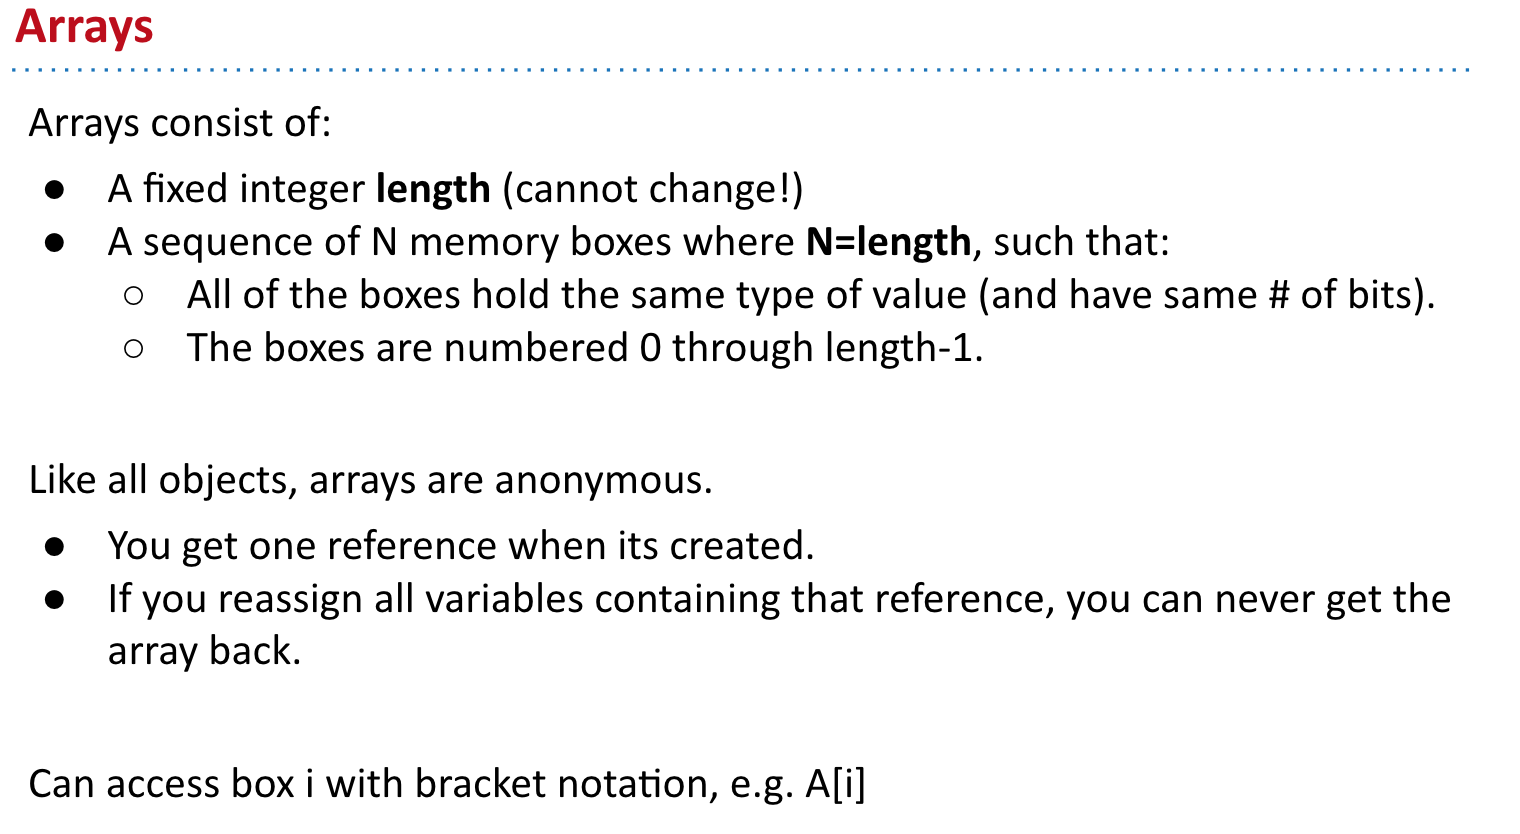 Arrays
Arrays consist of:
● A fixed integer length (cannot change!)
● A sequence of N memory boxes where N=length, such that:
○ All of the boxes hold the same type of value (and have same # of bits).
○ The boxes are numbered 0 through length-1.
Like all objects, arrays are anonymous.
● You get one reference when its created.
● If you reassign all variables containing that reference, you can never get the
array back.
Can access box i with bracket notation, e.g. A[i]